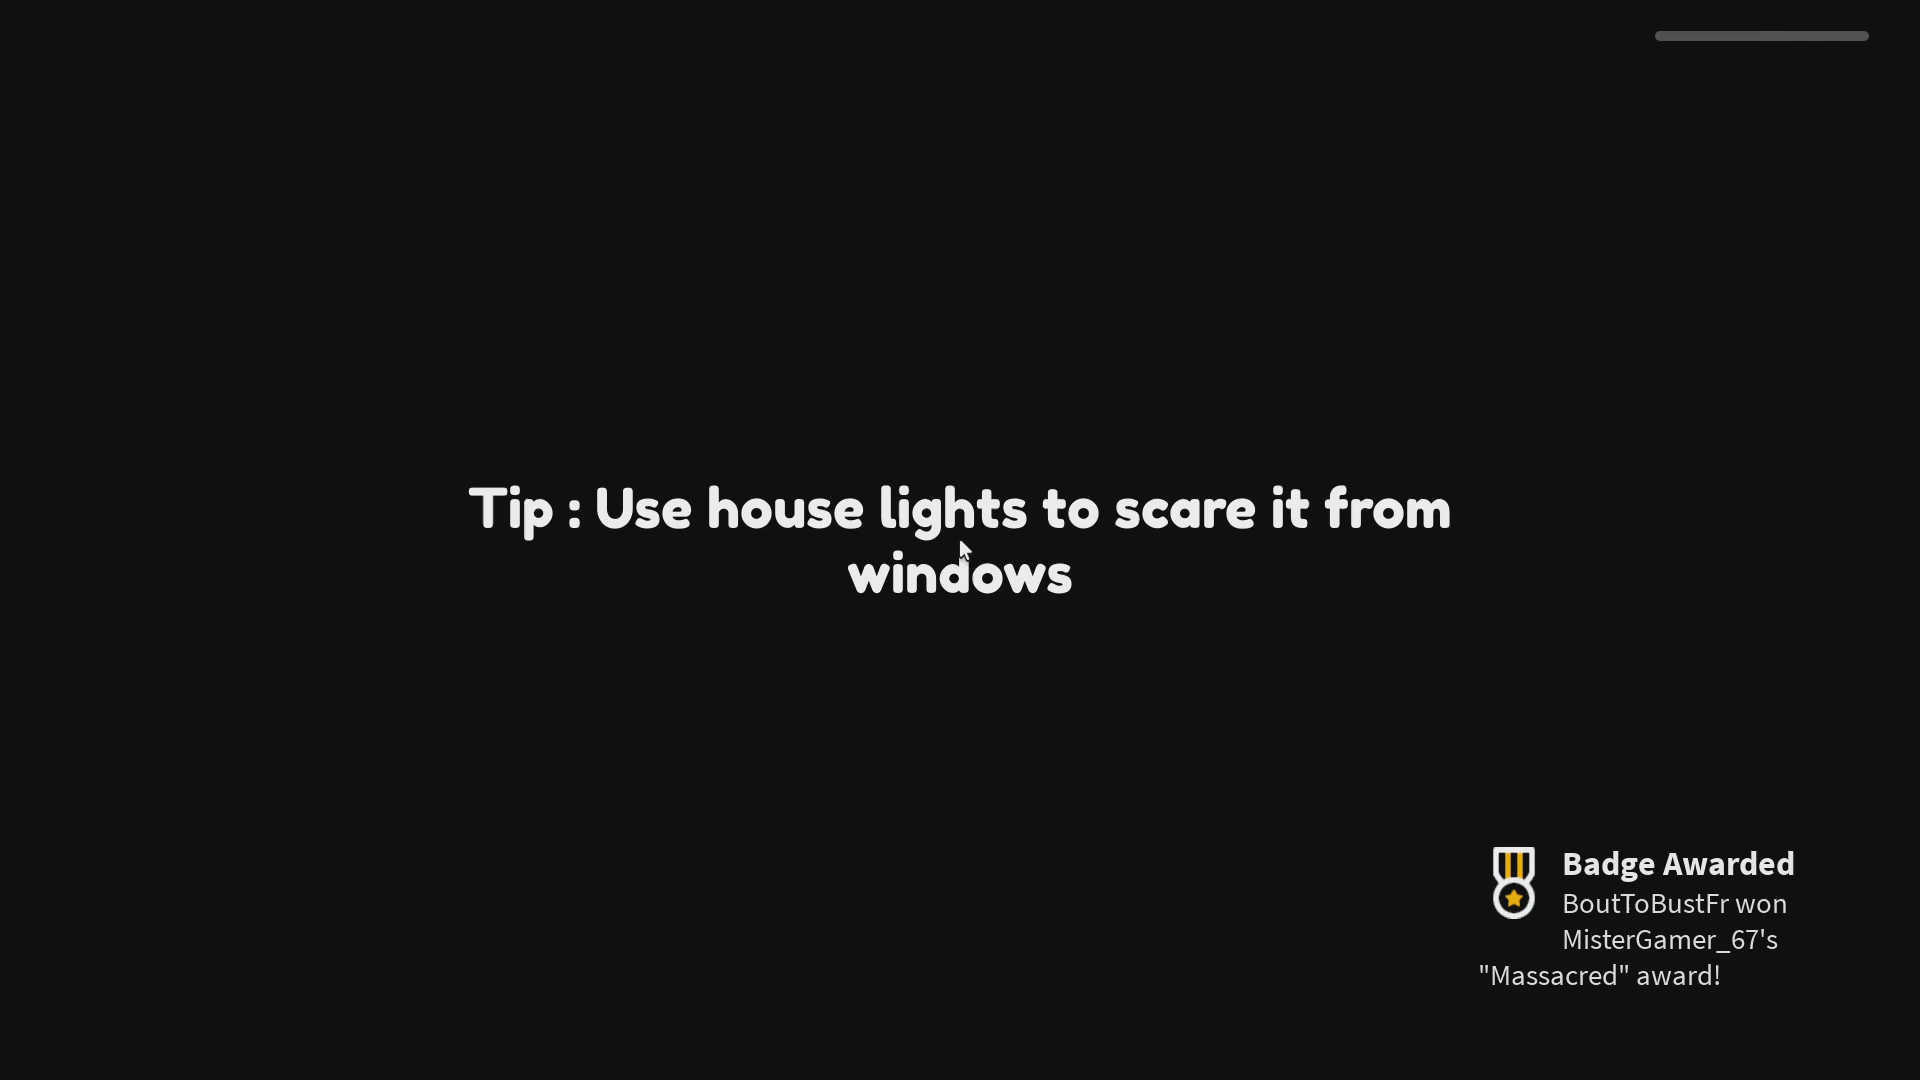 Tip : Use house lights to scare it from
windows
Badge Awarded
BoutToBustFr won
MisterGamer_67's
"Massacred" award!